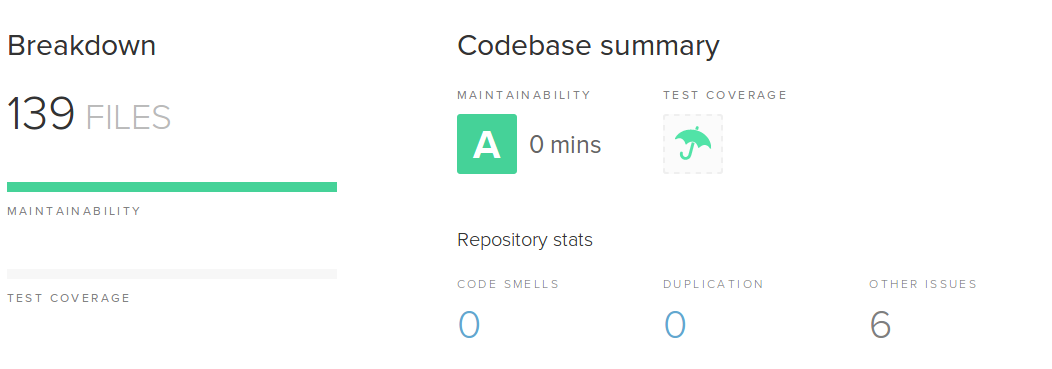 Breakdown
139 FILES
MAINTAINABILITY
TEST COVERAGE
Codebase summary
MAINTAINABILITY
A 0 mins
TEST COVERAGE
Repository stats
CODE SMELLS
0
DUPLICATION
0
OTHER ISSUES
6